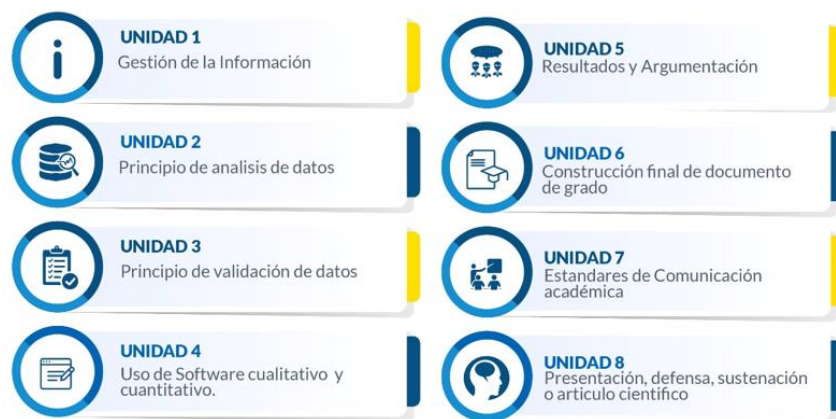 UNIDAD 1
Gestión de la Información
UNIDAD 2
Principio de analisis de datos
UNIDAD 3
Principio de validación de datos
UNIDAD 4
Uso de Software cualitativo y
cuantitativo.
UNIDAD 5
Resultados y Argumentación
UNIDAD 6
Construcción final de documento
de grado
UNIDAD 7
Estandares de Comunicación
académica
UNIDAD 8
Presentación, defensa, sustenación
o articulo científico